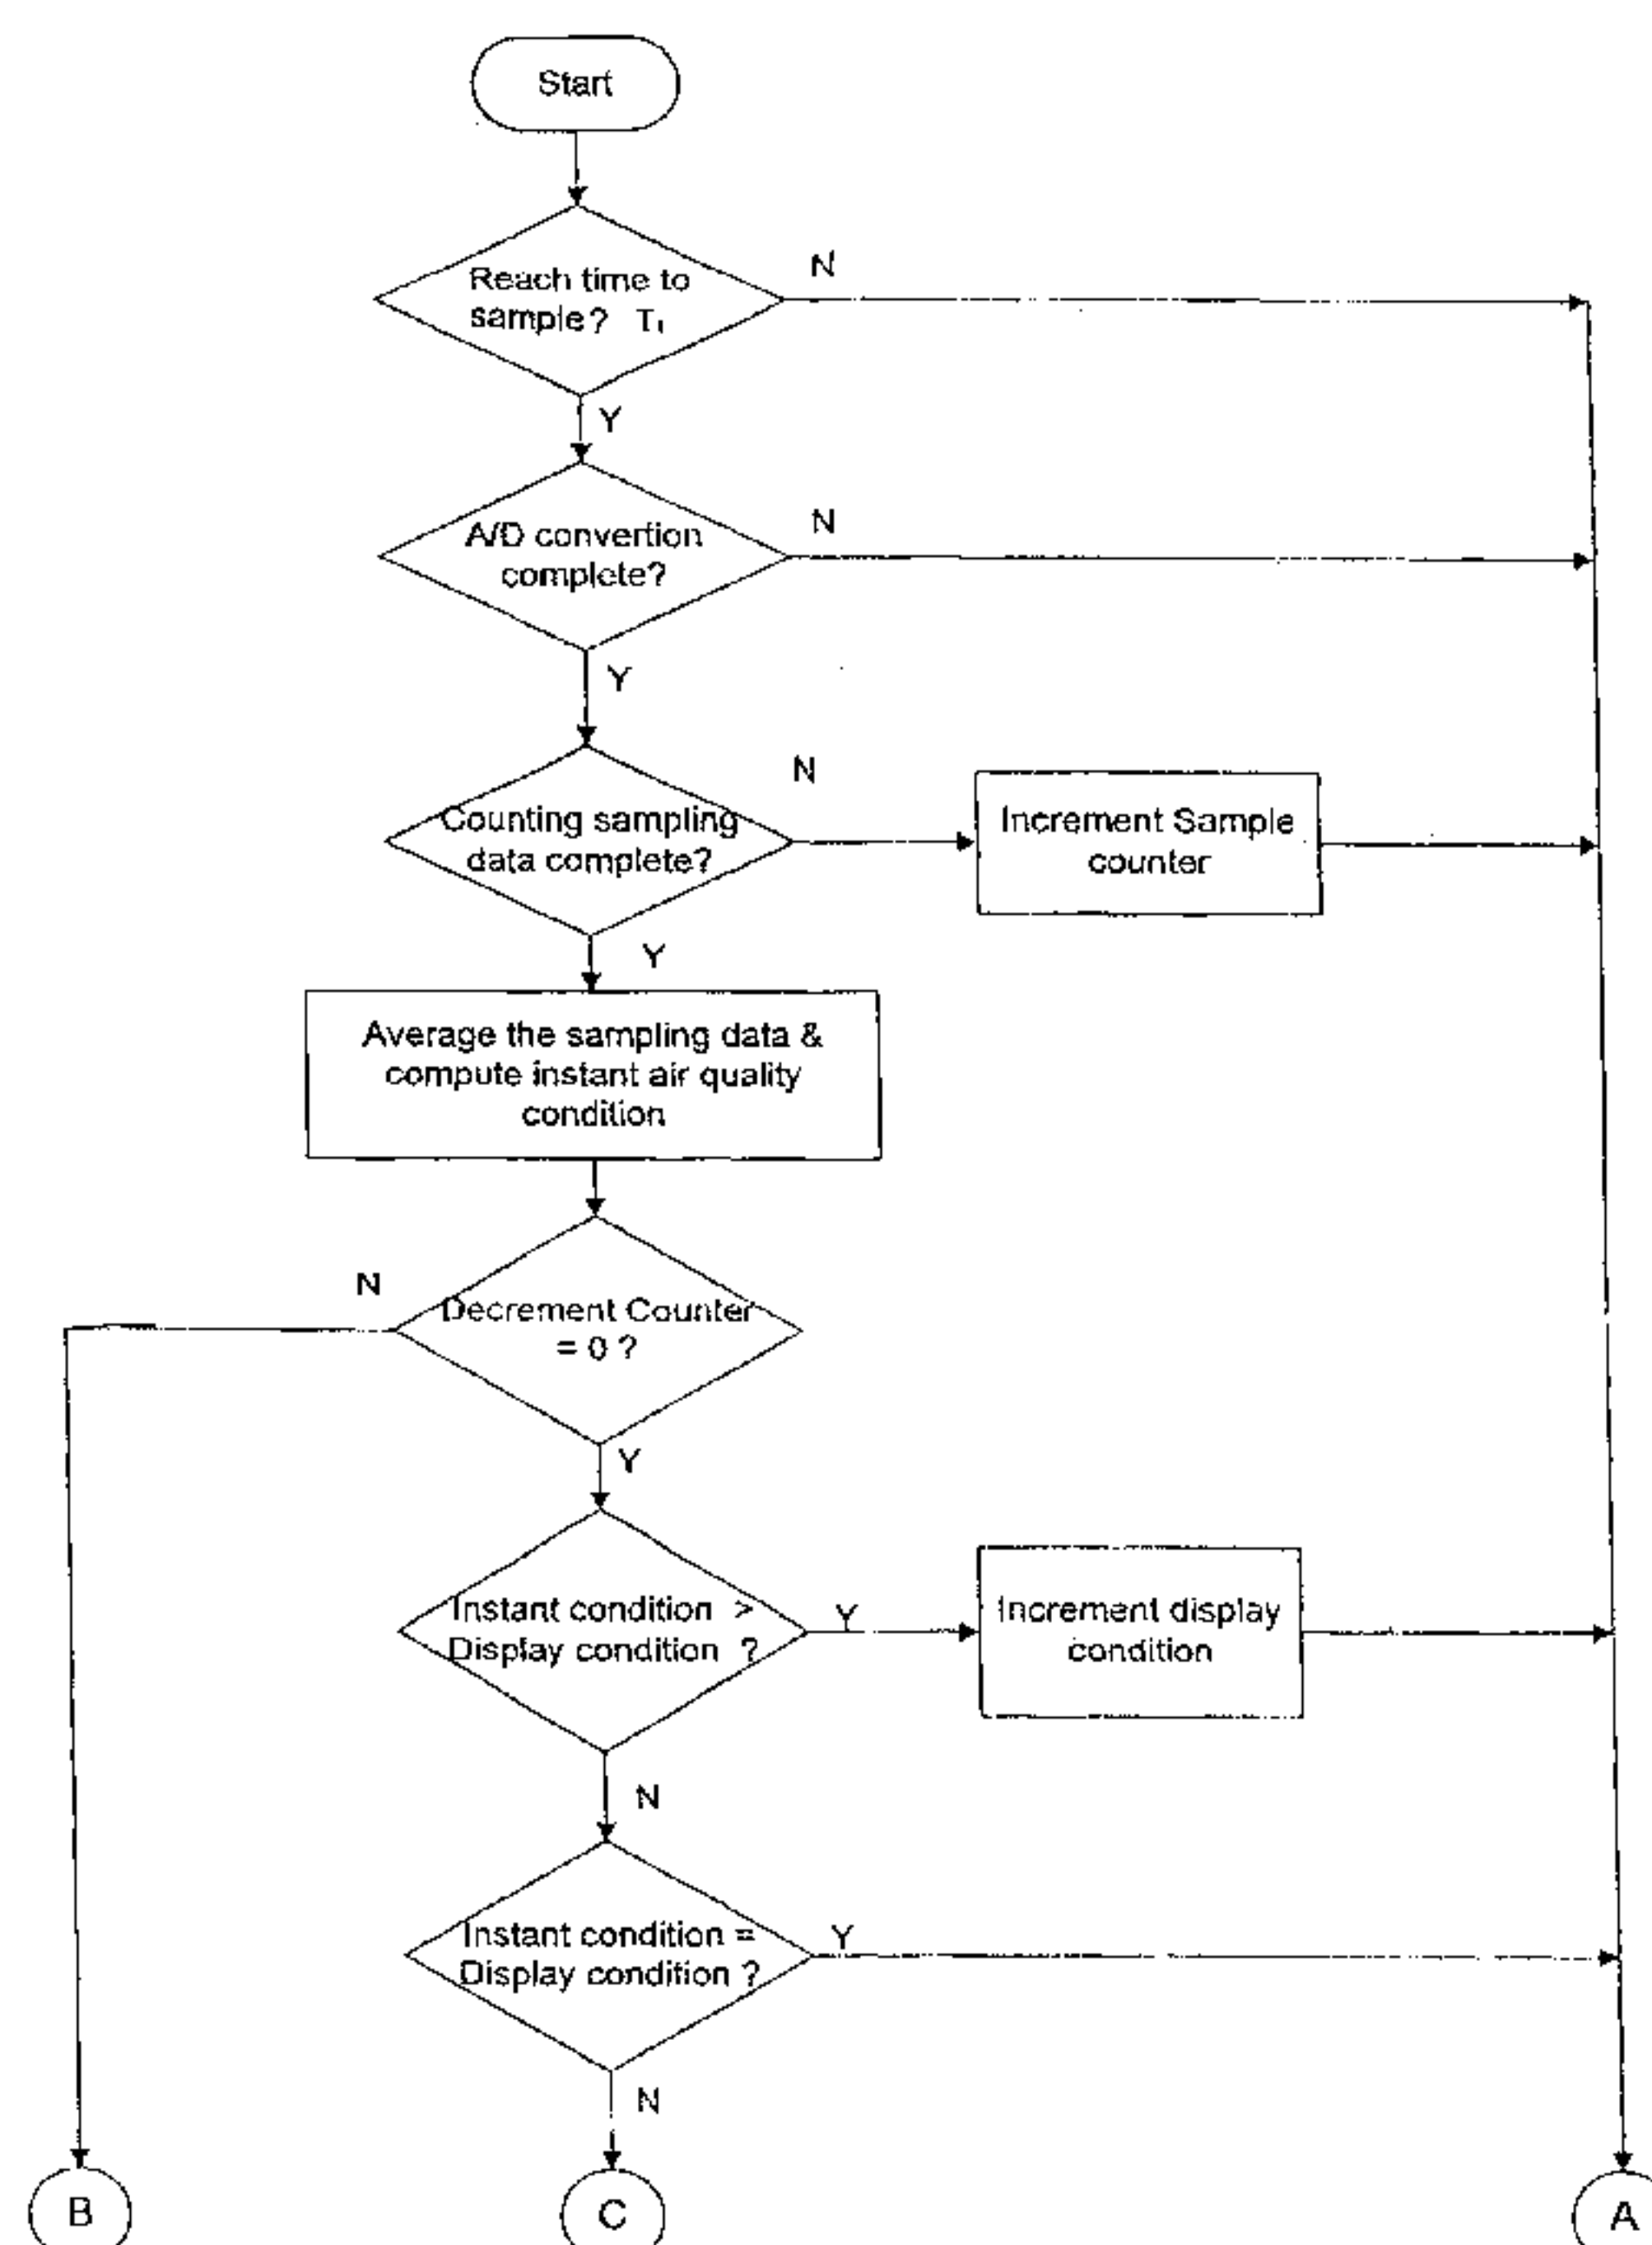 Start
Reach time to
sample? T₁
N
Y
A/D convertion
complete?
N
Y
Counting sampling
data complete?
N
Increment Sample
counter
Y
Average the sampling data &
compute instant air quality
condition
N
Decrement Counter
= 0 ?
Y
Instant condition >
Display condition ?
Y
Increment display
condition
N
Instant condition =
Display condition ?
Y
N
B
C
A